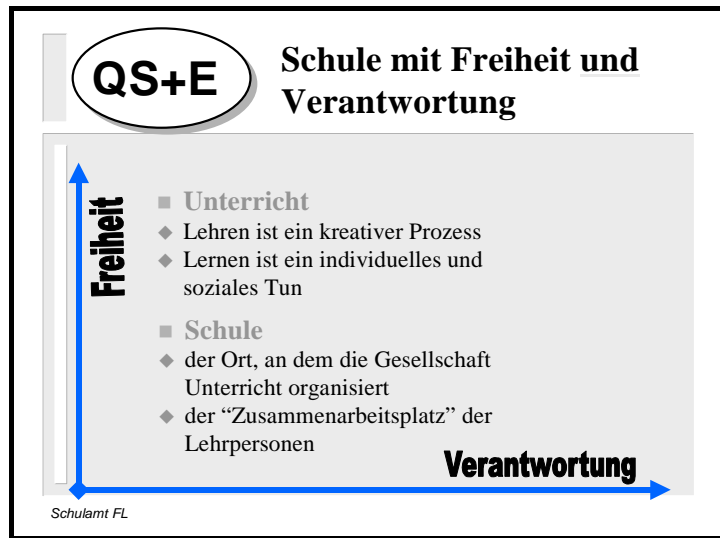 QS+E
Schule mit Freiheit und
Verantwortung
Freiheit
Unterricht
Lehren ist ein kreativer Prozess
Lernen ist ein individuelles und
soziales Tun
Schule
der Ort, an dem die Gesellschaft
Unterricht organisiert
der “Zusammenarbeitsplatz” der
Lehrpersonen
Verantwortung
Schulamt FL